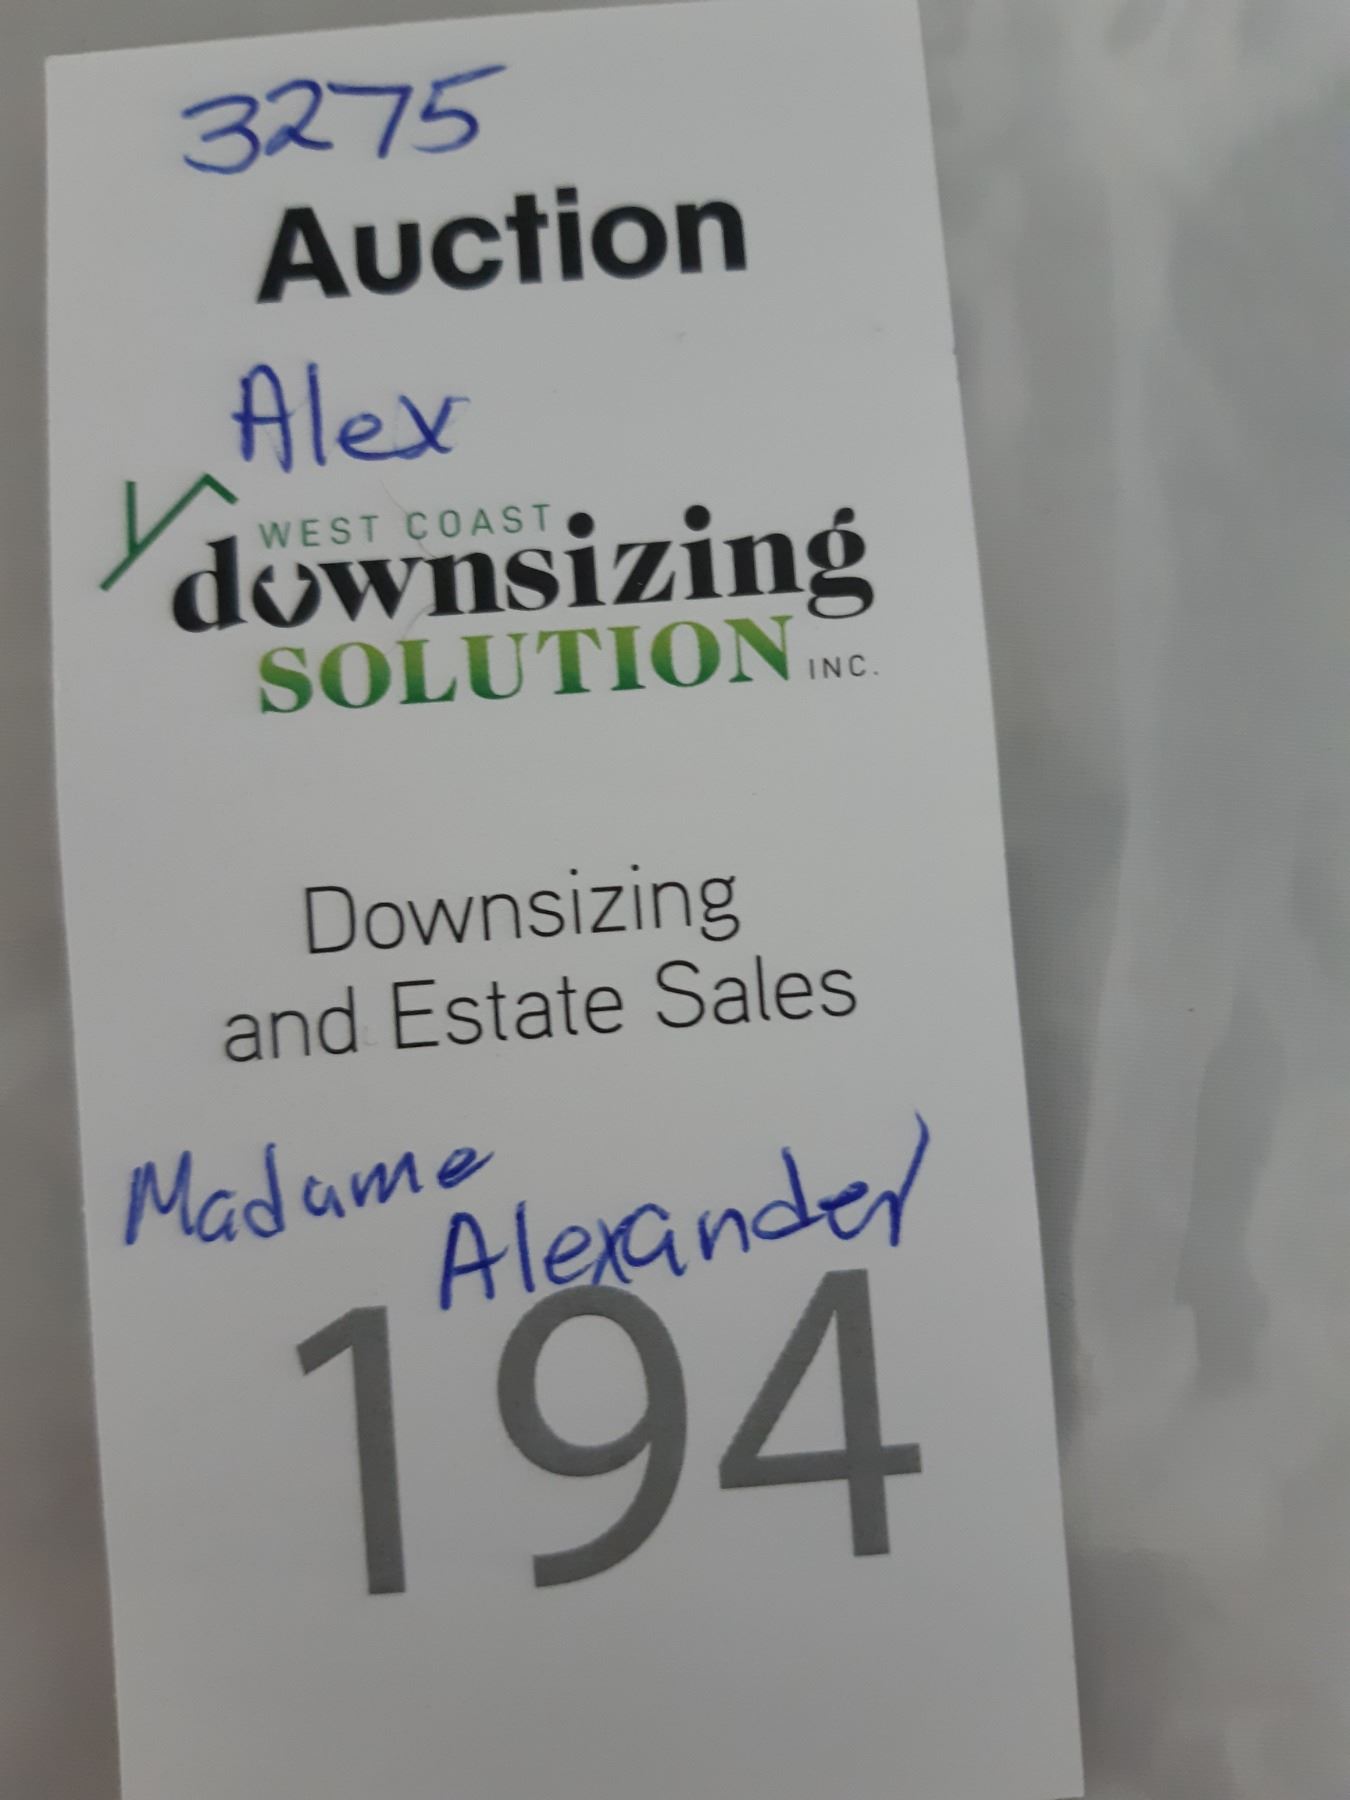 3275
Auction
Alex
WEST COAST
downsizing
SOLUTION INC.
Downsizing
and Estate Sales
Madame
Alexander
194